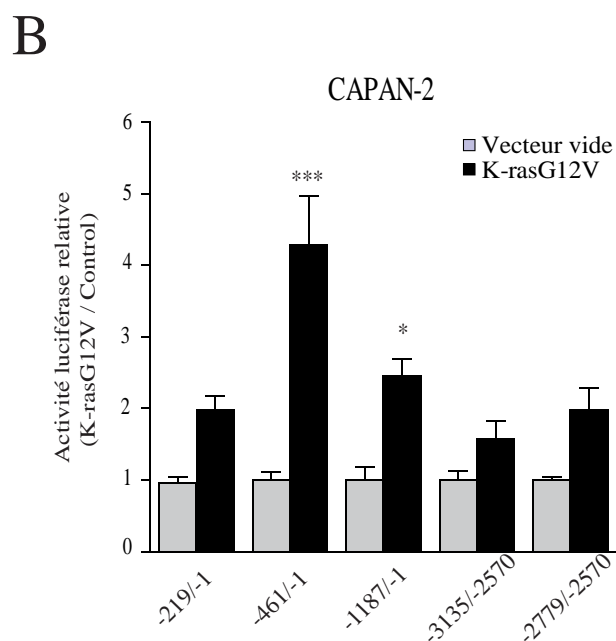 B
CAPAN-2
Vecteur vide
K-rasG12V
Activité luciférase relative
(K-rasG12V / Control)
6
5
4
3
2
1
0
***
*
-219/-1
-461/-1
-1187/-1
-3135/-2570
-2779/-2570